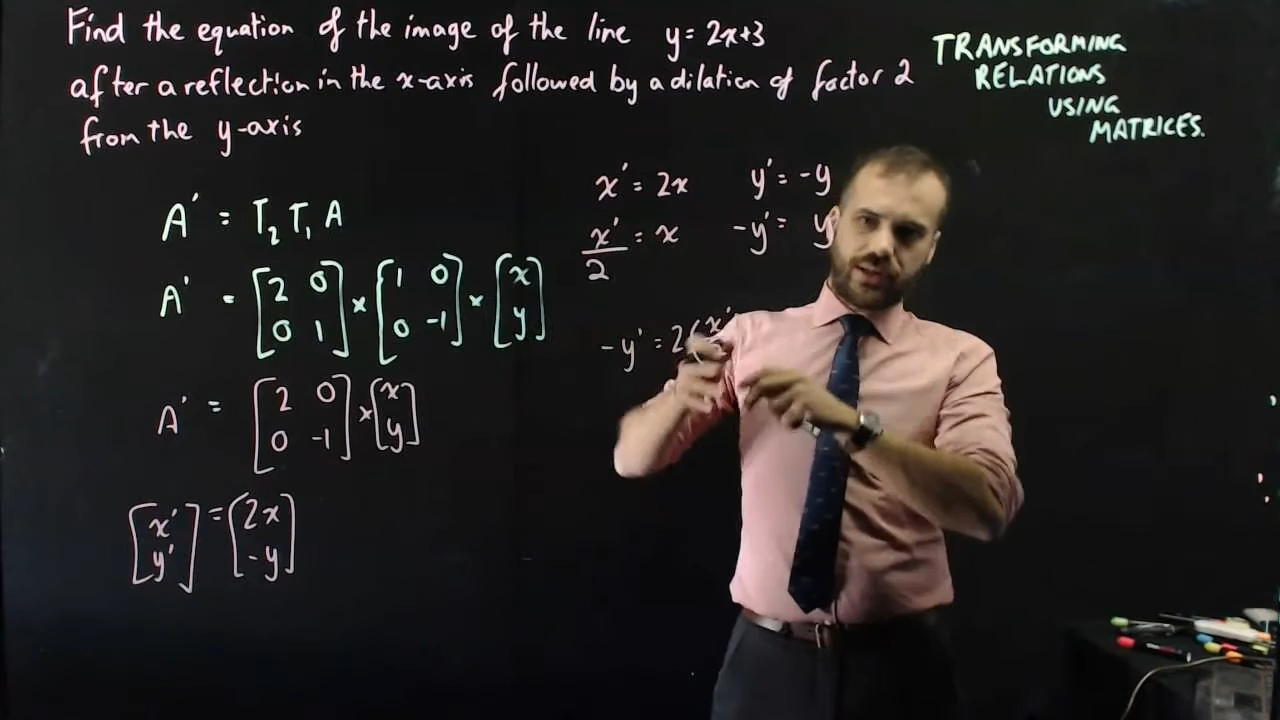 Find the equation of the image of the line y = 2x+3
after a reflection in the x-axis followed by a dilation of factor 2
from the y-axis
TRANSFORMING
RELATIONS
USING
MATRICES.
A' = T₂ T₁ A
A' = [2 0; 0 1] × [1 0; 0 -1] × [x; y]
A' = [2 0; 0 -1] × [x; y]
[x'; y'] = [2x; -y]
x' = 2x y' = -y
x'/2 = x -y' = y
-y' = 2(x'